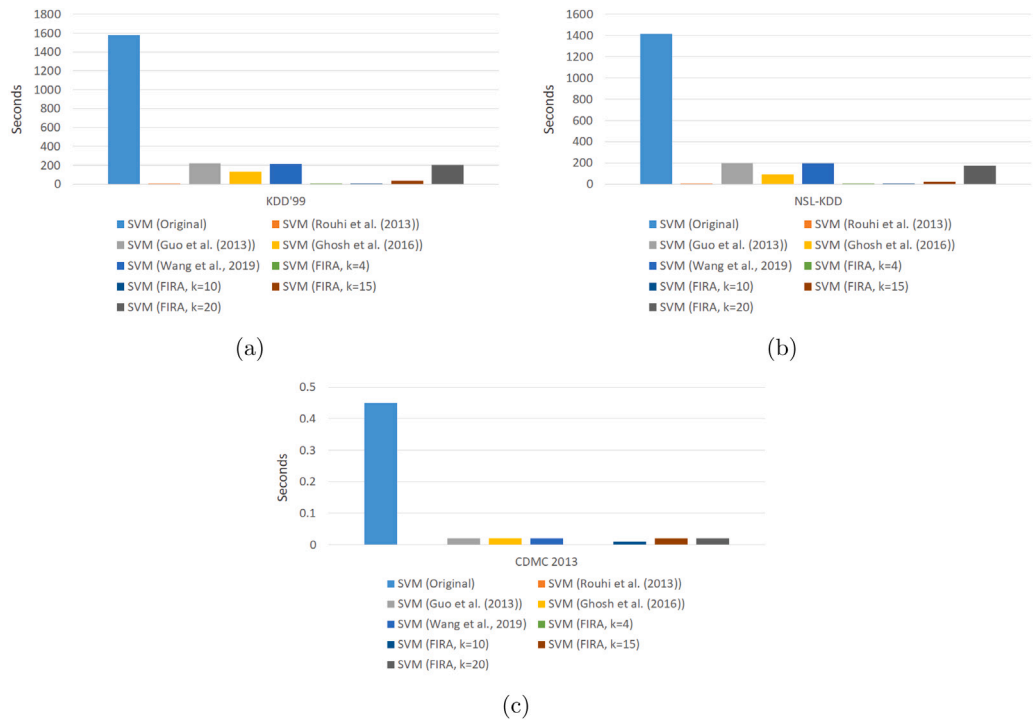 1800
1600
1400
1200
1000
800
600
400
200
0
Seconds
KDD'99
SVM (Original)
SVM (Rouhi et al. (2013))
SVM (Guo et al. (2013))
SVM (Ghosh et al. (2016))
SVM (Wang et al., 2019)
SVM (FIRA, k=4)
SVM (FIRA, k=10)
SVM (FIRA, k=15)
SVM (FIRA, k=20)
(a)
1600
1400
1200
1000
800
600
400
200
0
Seconds
NSL-KDD
SVM (Original)
SVM (Rouhi et al. (2013))
SVM (Guo et al. (2013))
SVM (Ghosh et al. (2016))
SVM (Wang et al., 2019)
SVM (FIRA, k=4)
SVM (FIRA, k=10)
SVM (FIRA, k=15)
SVM (FIRA, k=20)
(b)
0.5
0.4
0.3
0.2
0.1
0
Seconds
CDMC 2013
SVM (Original)
SVM (Rouhi et al. (2013))
SVM (Guo et al. (2013))
SVM (Ghosh et al. (2016))
SVM (Wang et al., 2019)
SVM (FIRA, k=4)
SVM (FIRA, k=10)
SVM (FIRA, k=15)
SVM (FIRA, k=20)
(c)